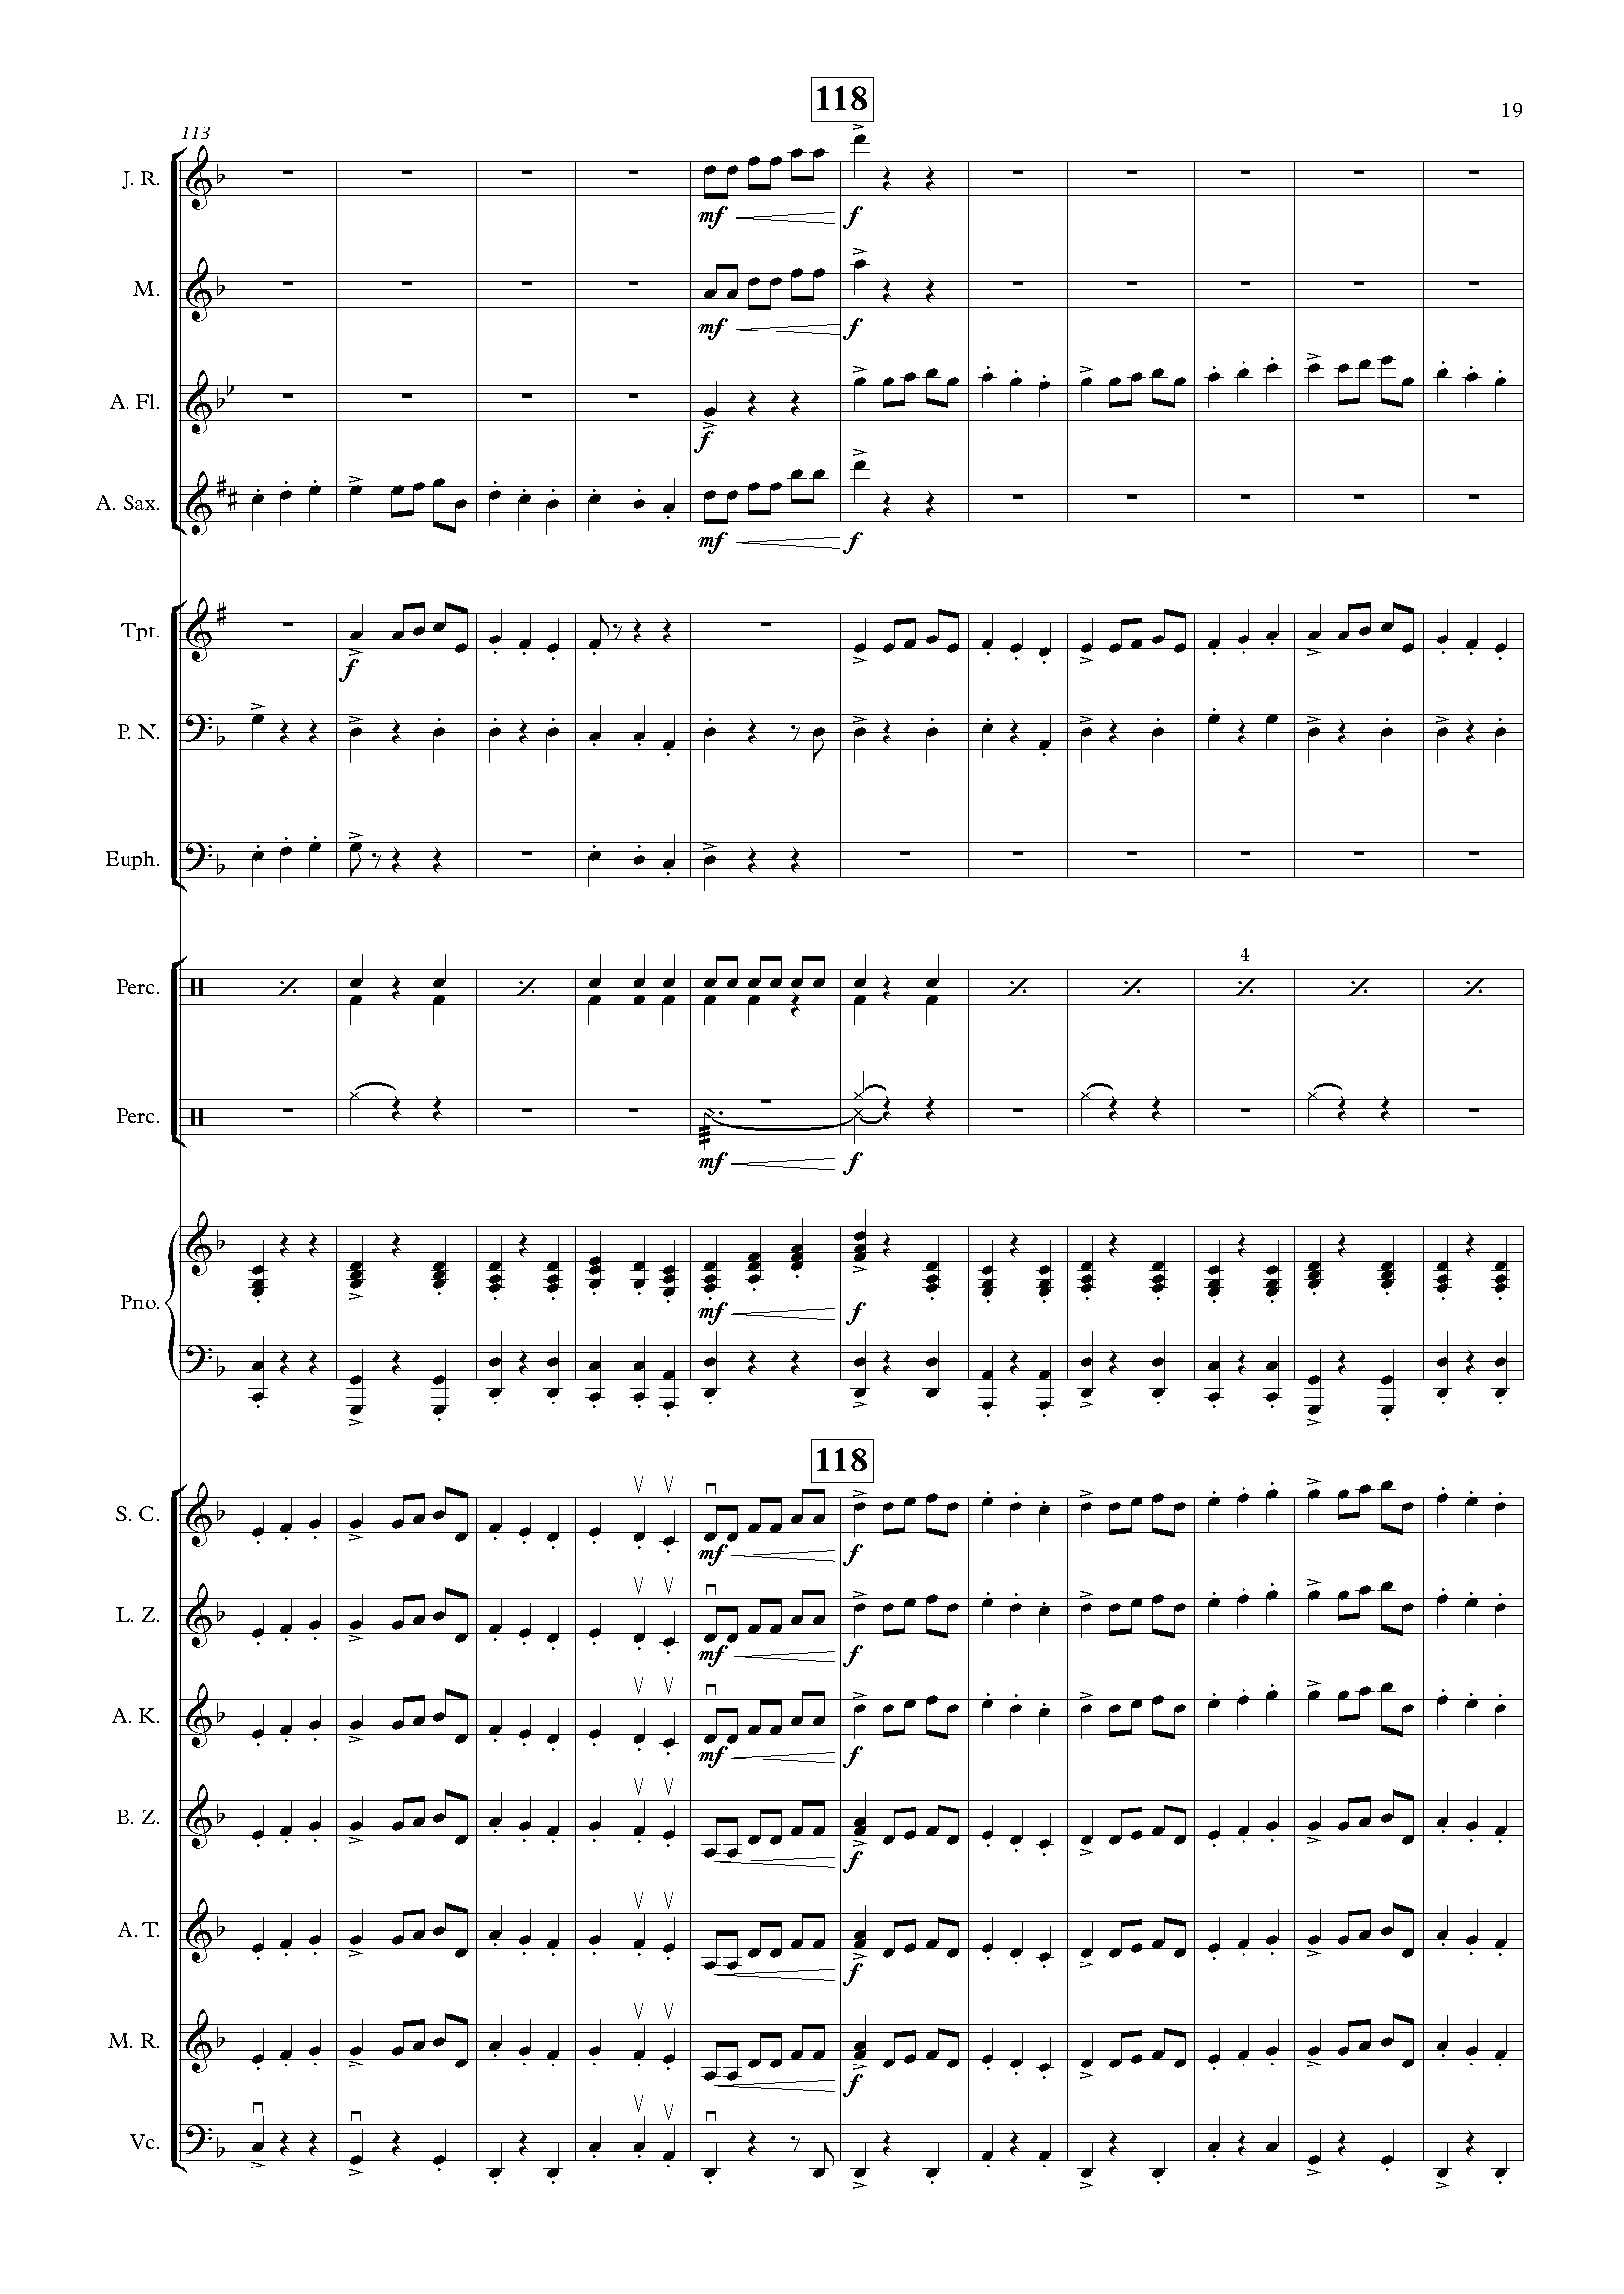 118
19
113
J. R.
mf f
M.
mf f
A. Fl.
f
A. Sax.
mf f
Tpt.
f
P. N.
Euph.
4
Perc.
Perc.
mf f
Pno.
mf f
118
S. C.
mf f
L. Z.
mf f
A. K.
mf f
B. Z.
f
A. T.
f
M. R.
f
Vc.